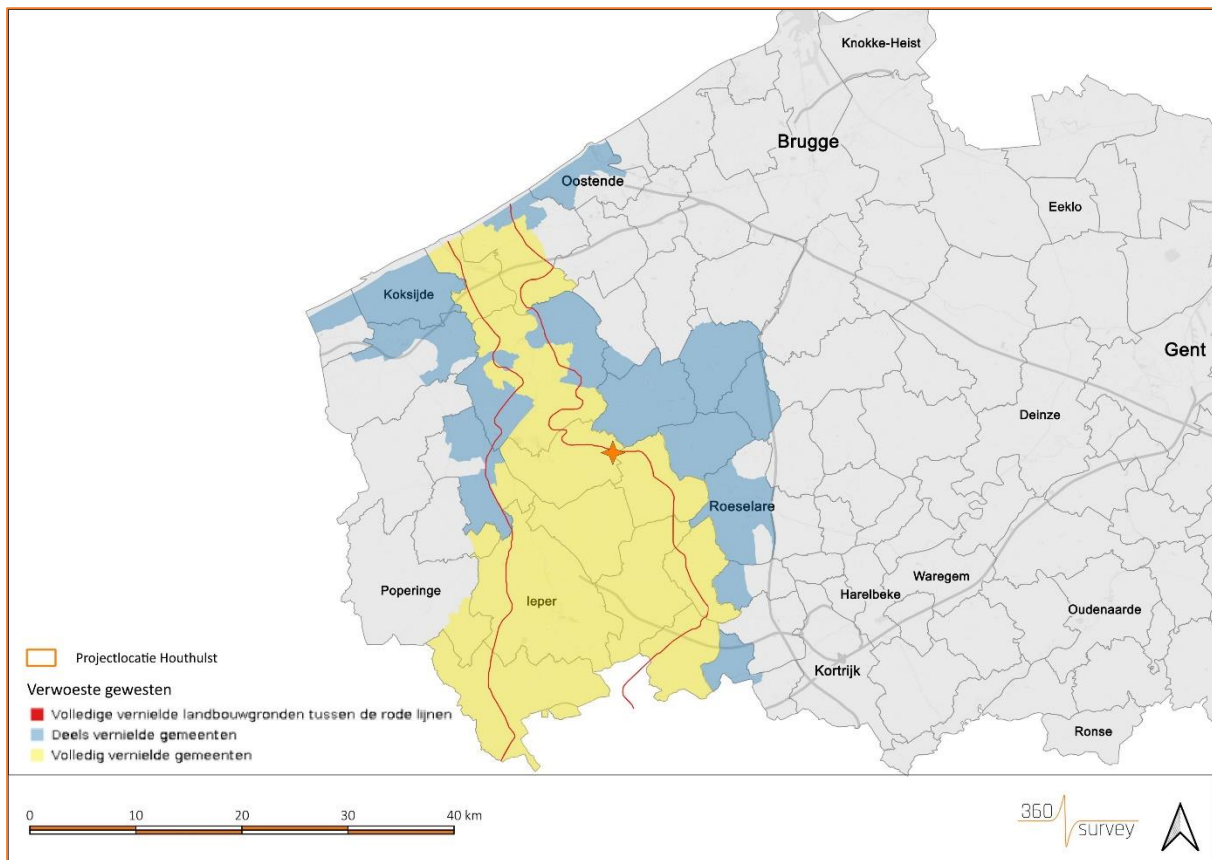 Knokke-Heist
Brugge
Oostende
Eeklo
Koksijde
Gent
Deinze
Roeselare
Poperinge
Ieper
Waregem
Harelbeke
Oudenaarde
Kortrijk
Ronse
Projectlocatie Houthulst
Verwoeste gewesten
Volledige vernielde landbouwgronden tussen de rode lijnen
Deels vernielde gemeenten
Volledig vernielde gemeenten
0 10 20 30 40 km
360
survey